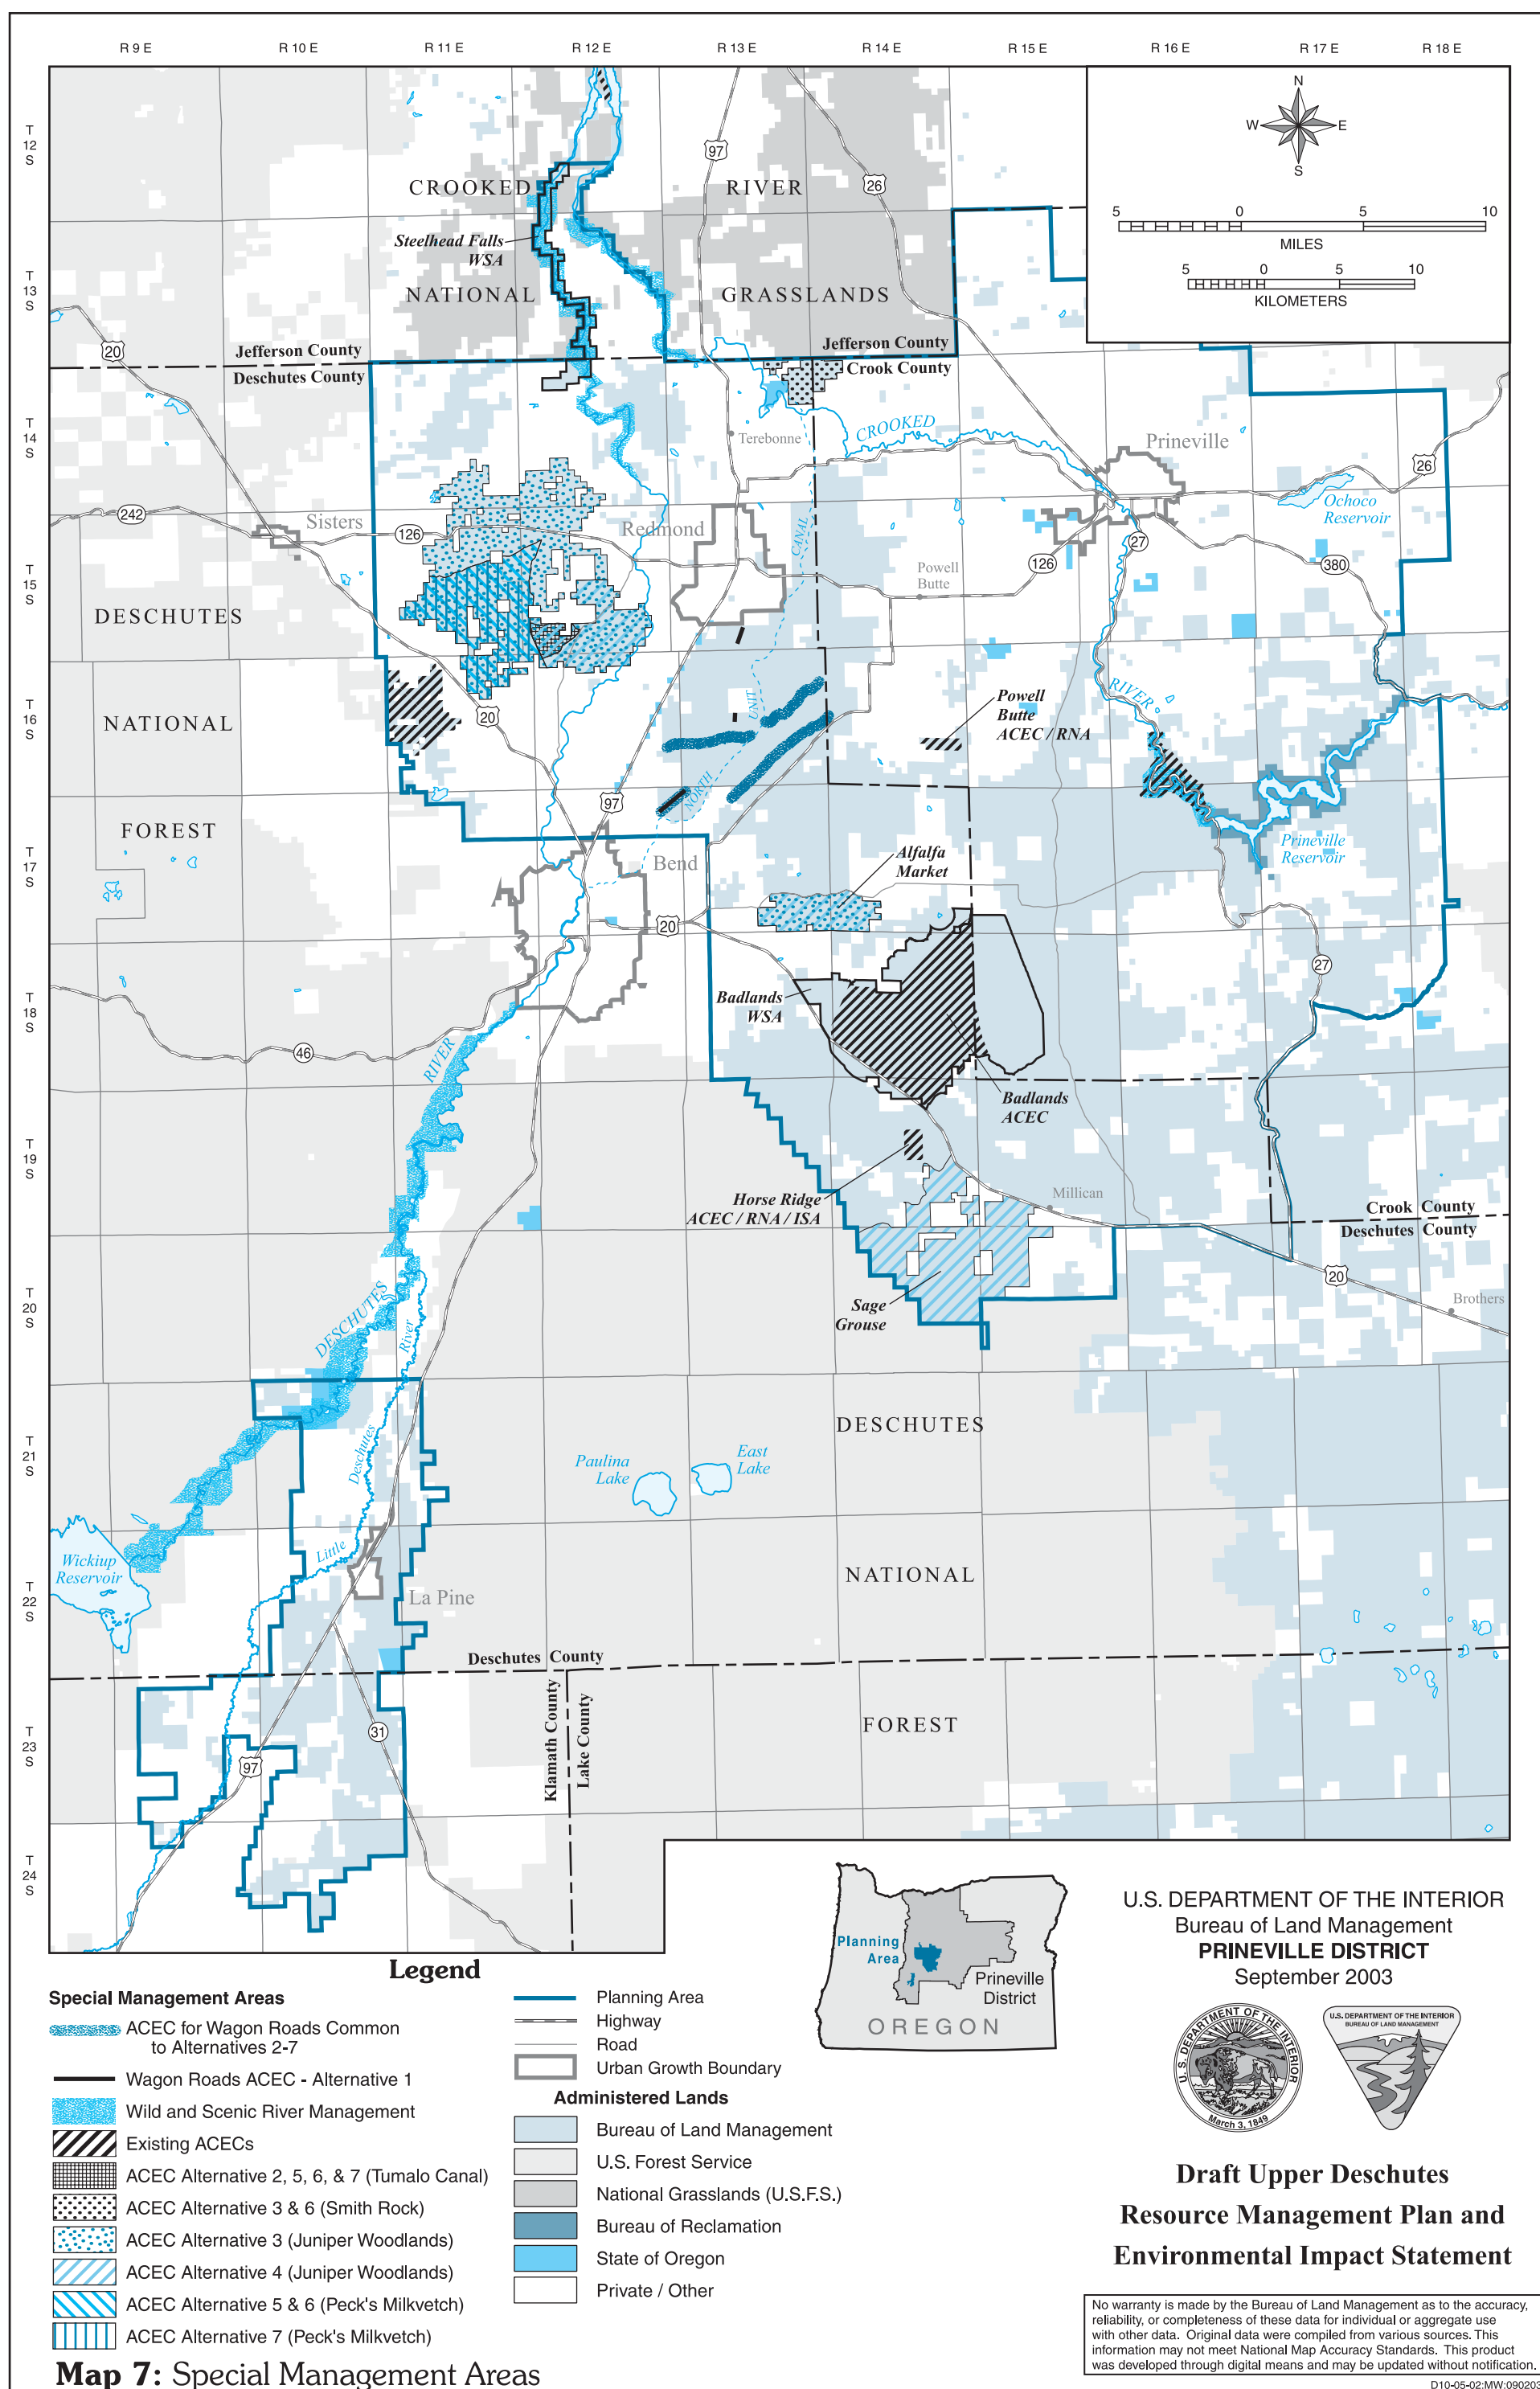 R 9 E
R 10 E
R 11 E
R 12 E
R 13 E
R 14 E
R 15 E
R 16 E
R 17 E
R 18 E
T
12
S
T
13
S
T
14
S
T
15
S
T
16
S
T
17
S
T
18
S
T
19
S
T
20
S
T
21
S
T
22
S
T
23
S
T
24
S
N
W
E
S
5
0
5
10
MILES
5
0
5
10
KILOMETERS
97
26
CROOKED
RIVER
Steelhead Falls
WSA
NATIONAL
GRASSLANDS
20
Jefferson County
Deschutes County
Jefferson County
Crook County
Terebonne
CROOKED
Prineville
26
Ochoco
Reservoir
242
Sisters
126
Redmond
CANAL
27
126
380
Powell
Butte
DESCHUTES
NATIONAL
FOREST
20
UNIT
NORTH
97
Powell
Butte
ACEC / RNA
RIVER
Prineville
Reservoir
Bend
Alfalfa
Market
20
27
Badlands
WSA
46
RIVER
Badlands
ACEC
Horse Ridge
ACEC / RNA / ISA
Millican
Crook County
Deschutes County
20
Brothers
Sage
Grouse
DESCHUTES
River
Deschutes
Little
DESCHUTES
Paulina
Lake
East
Lake
Wickiup
Reservoir
La Pine
NATIONAL
Deschutes County
Klamath County
Lake County
FOREST
31
97
Planning
Area
Prineville
District
OREGON
U.S. DEPARTMENT OF THE INTERIOR
Bureau of Land Management
PRINEVILLE DISTRICT
September 2003
U.S. DEPARTMENT OF THE INTERIOR
March 3, 1849
U.S. DEPARTMENT OF THE INTERIOR
BUREAU OF LAND MANAGEMENT
Draft Upper Deschutes
Resource Management Plan and
Environmental Impact Statement
Legend
Special Management Areas
ACEC for Wagon Roads Common
to Alternatives 2-7
Wagon Roads ACEC - Alternative 1
Wild and Scenic River Management
Existing ACECs
ACEC Alternative 2, 5, 6, & 7 (Tumalo Canal)
ACEC Alternative 3 & 6 (Smith Rock)
ACEC Alternative 3 (Juniper Woodlands)
ACEC Alternative 4 (Juniper Woodlands)
ACEC Alternative 5 & 6 (Peck's Milkvetch)
ACEC Alternative 7 (Peck's Milkvetch)
Planning Area
Highway
Road
Urban Growth Boundary
Administered Lands
Bureau of Land Management
U.S. Forest Service
National Grasslands (U.S.F.S.)
Bureau of Reclamation
State of Oregon
Private / Other
Map 7: Special Management Areas
No warranty is made by the Bureau of Land Management as to the accuracy,
reliability, or completeness of these data for individual or aggregate use
with other data. Original data were compiled from various sources. This
information may not meet National Map Accuracy Standards. This product
was developed through digital means and may be updated without notification.
D10-05-02:MW:090203